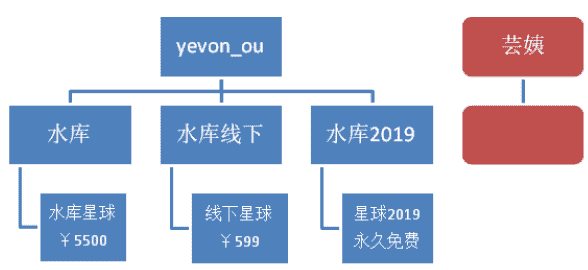 yevon_ou
芸姨
水库
水库线下
水库2019
水库星球
￥5500
线下星球
￥599
星球2019
永久免费